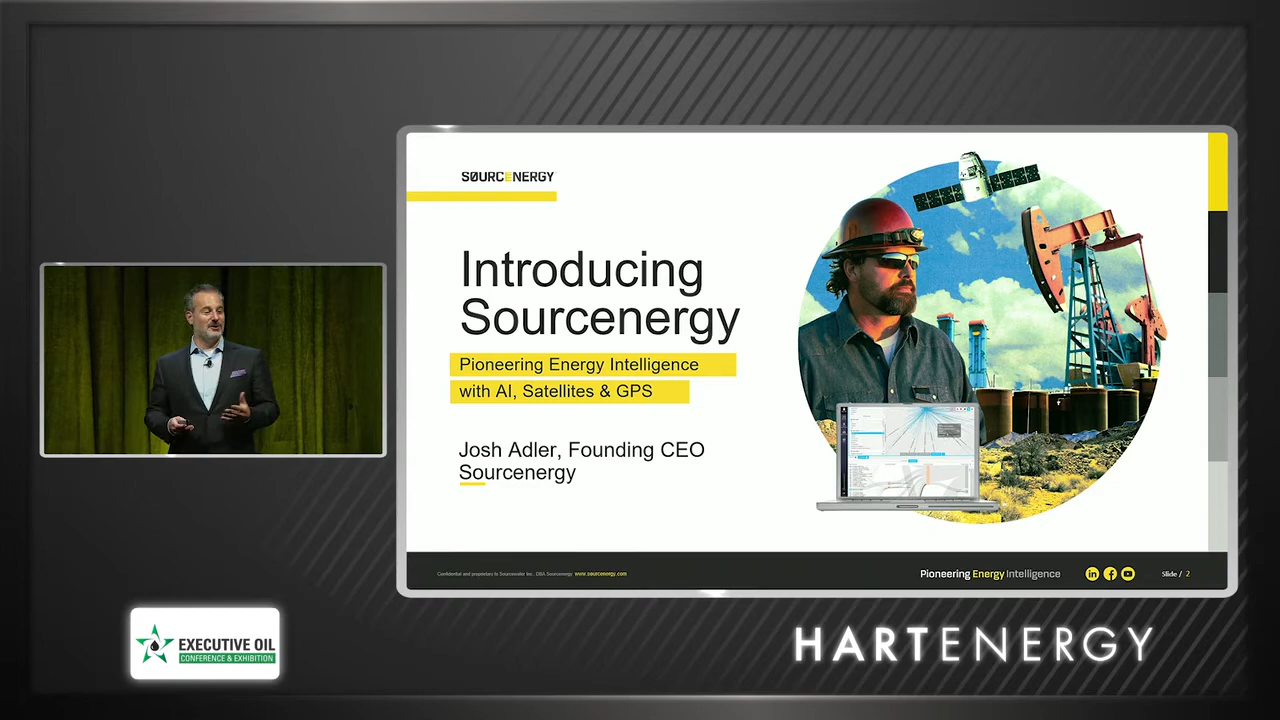 SØURCENERGY
Introducing
Sourcenergy
Pioneering Energy Intelligence
with AI, Satellites & GPS
Josh Adler, Founding CEO
Sourcenergy
Confidential and proprietary to Sourcewater Inc., DBA Sourcenergy www.sourcenergy.com
Pioneering Energy Intelligence
Slide / 2
EXECUTIVE OIL
CONFERENCE & EXHIBITION
HARTENERGY